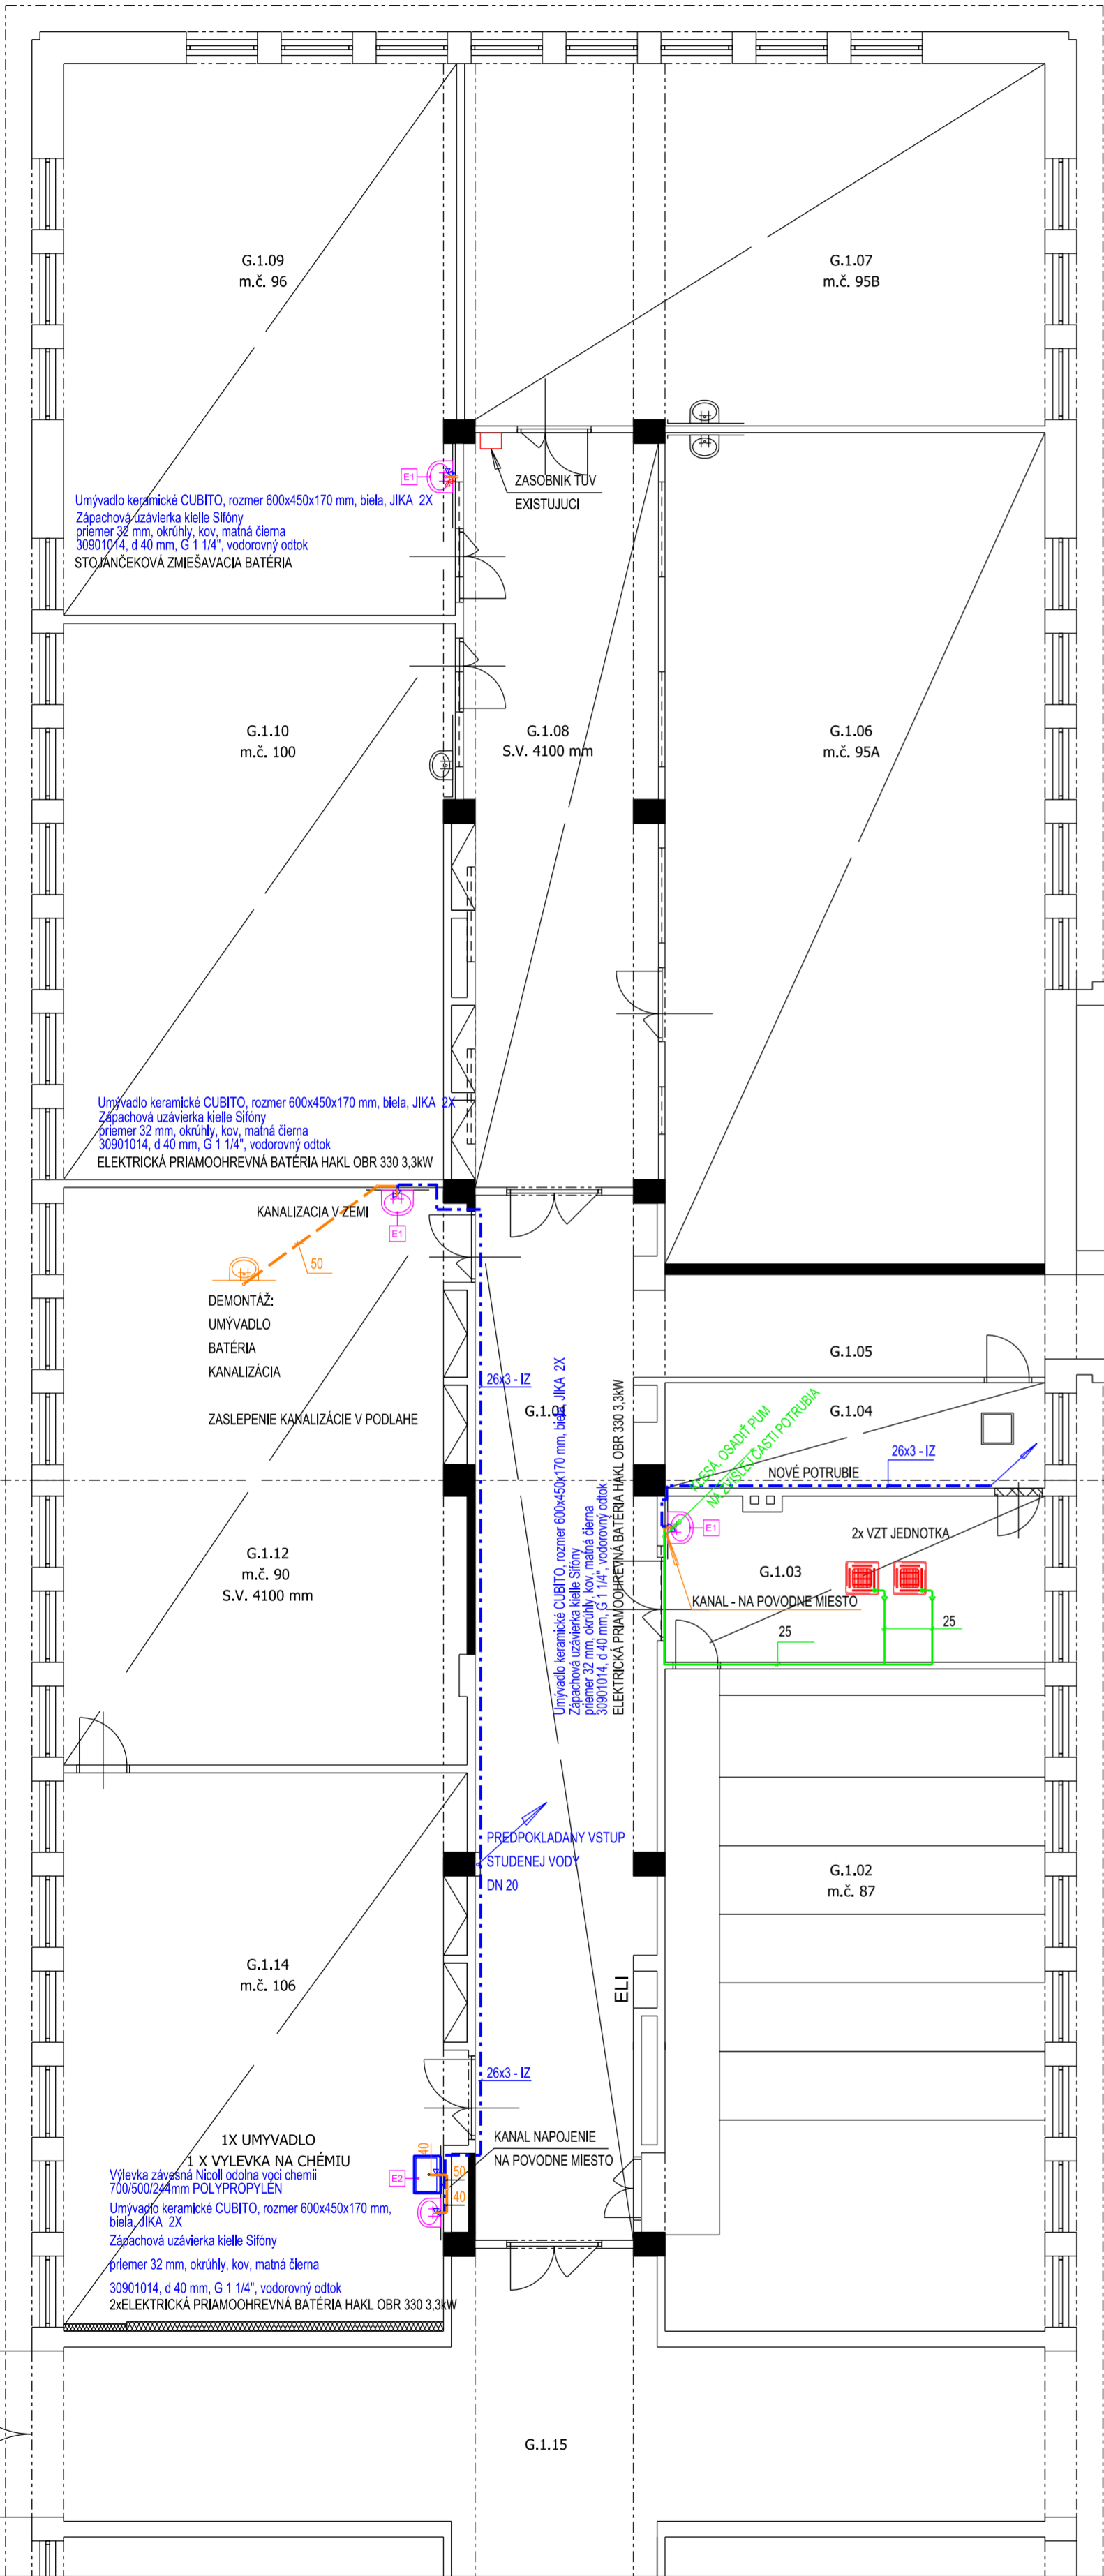 G.1.09
m.č. 96
G.1.07
m.č. 95B
E1
ZASOBNIK TUV
EXISTUJUCI
Umývadlo keramické CUBITO, rozmer 600x450x170 mm, biela, JIKA 2X
Zápachová uzávierka kielle Sifóny
priemer 32 mm, okrúhly, kov, matná čierna
30901014, d 40 mm, G 1 1/4", vodorovný odtok
STOJANČEKOVÁ ZMIEŠAVACIA BATÉRIA
G.1.10
m.č. 100
G.1.08
S.V. 4100 mm
G.1.06
m.č. 95A
Umývadlo keramické CUBITO, rozmer 600x450x170 mm, biela, JIKA 2X
Zápachová uzávierka kielle Sifóny
priemer 32 mm, okrúhly, kov, matná čierna
30901014, d 40 mm, G 1 1/4", vodorovný odtok
ELEKTRICKÁ PRIAMOOHREVNÁ BATÉRIA HAKL OBR 330 3,3kW
KANALIZACIA V ZEMI
E1
50
DEMONTÁŽ:
UMÝVADLO
BATÉRIA
KANALIZÁCIA
ZASLEPENIE KANALIZÁCIE V PODLAHE
26x3 - IZ
G.1.05
G.1.04
KLESÁ, OSADIŤ PUM
NA ZVISLEJ ČASTI POTRUBIA
26x3 - IZ
NOVÉ POTRUBIE
Umývadlo keramické CUBITO, rozmer 600x450x170 mm, biela, JIKA 2X
Zápachová uzávierka kielle Sifóny
priemer 32 mm, okrúhly, kov, matná čierna
30901014, d 40 mm, G 1 1/4", vodorovný odtok
ELEKTRICKÁ PRIAMOOHREVNÁ BATÉRIA HAKL OBR 330 3,3kW
E1
2x VZT JEDNOTKA
G.1.12
m.č. 90
S.V. 4100 mm
G.1.03
KANAL - NA POVODNE MIESTO
25
25
PREDPOKLADANY VSTUP
STUDENEJ VODY
DN 20
G.1.02
m.č. 87
G.1.14
m.č. 106
ELI
26x3 - IZ
1X UMYVADLO
1 X VYLEVKA NA CHÉMIU
40
50
40
E2
KANAL NAPOJENIE
NA POVODNE MIESTO
Výlevka závesná Nicoll odolna voci chemii
700/500/244mm POLYPROPYLÉN
Umývadlo keramické CUBITO, rozmer 600x450x170 mm,
biela, JIKA 2X
Zápachová uzávierka kielle Sifóny
priemer 32 mm, okrúhly, kov, matná čierna
30901014, d 40 mm, G 1 1/4", vodorovný odtok
2xELEKTRICKÁ PRIAMOOHREVNÁ BATÉRIA HAKL OBR 330 3,3kW
G.1.15